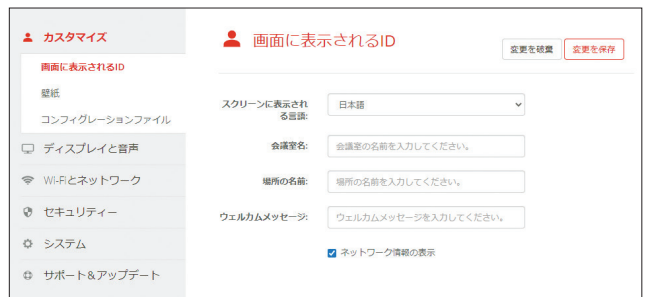 カスタマイズ
画面に表示されるID
壁紙
コンフィグレーションファイル
ディスプレイと音声
Wi-Fiとネットワーク
セキュリティー
システム
サポート&アップデート
画面に表示されるID
変更を破棄
変更を保存
スクリーンに表示され
る言語:
日本語
会議室名:
会議室の名前を入力してください。
場所の名前:
場所の名前を入力してください。
ウェルカムメッセージ:
ウェルカムメッセージを入力してください。
ネットワーク情報の表示